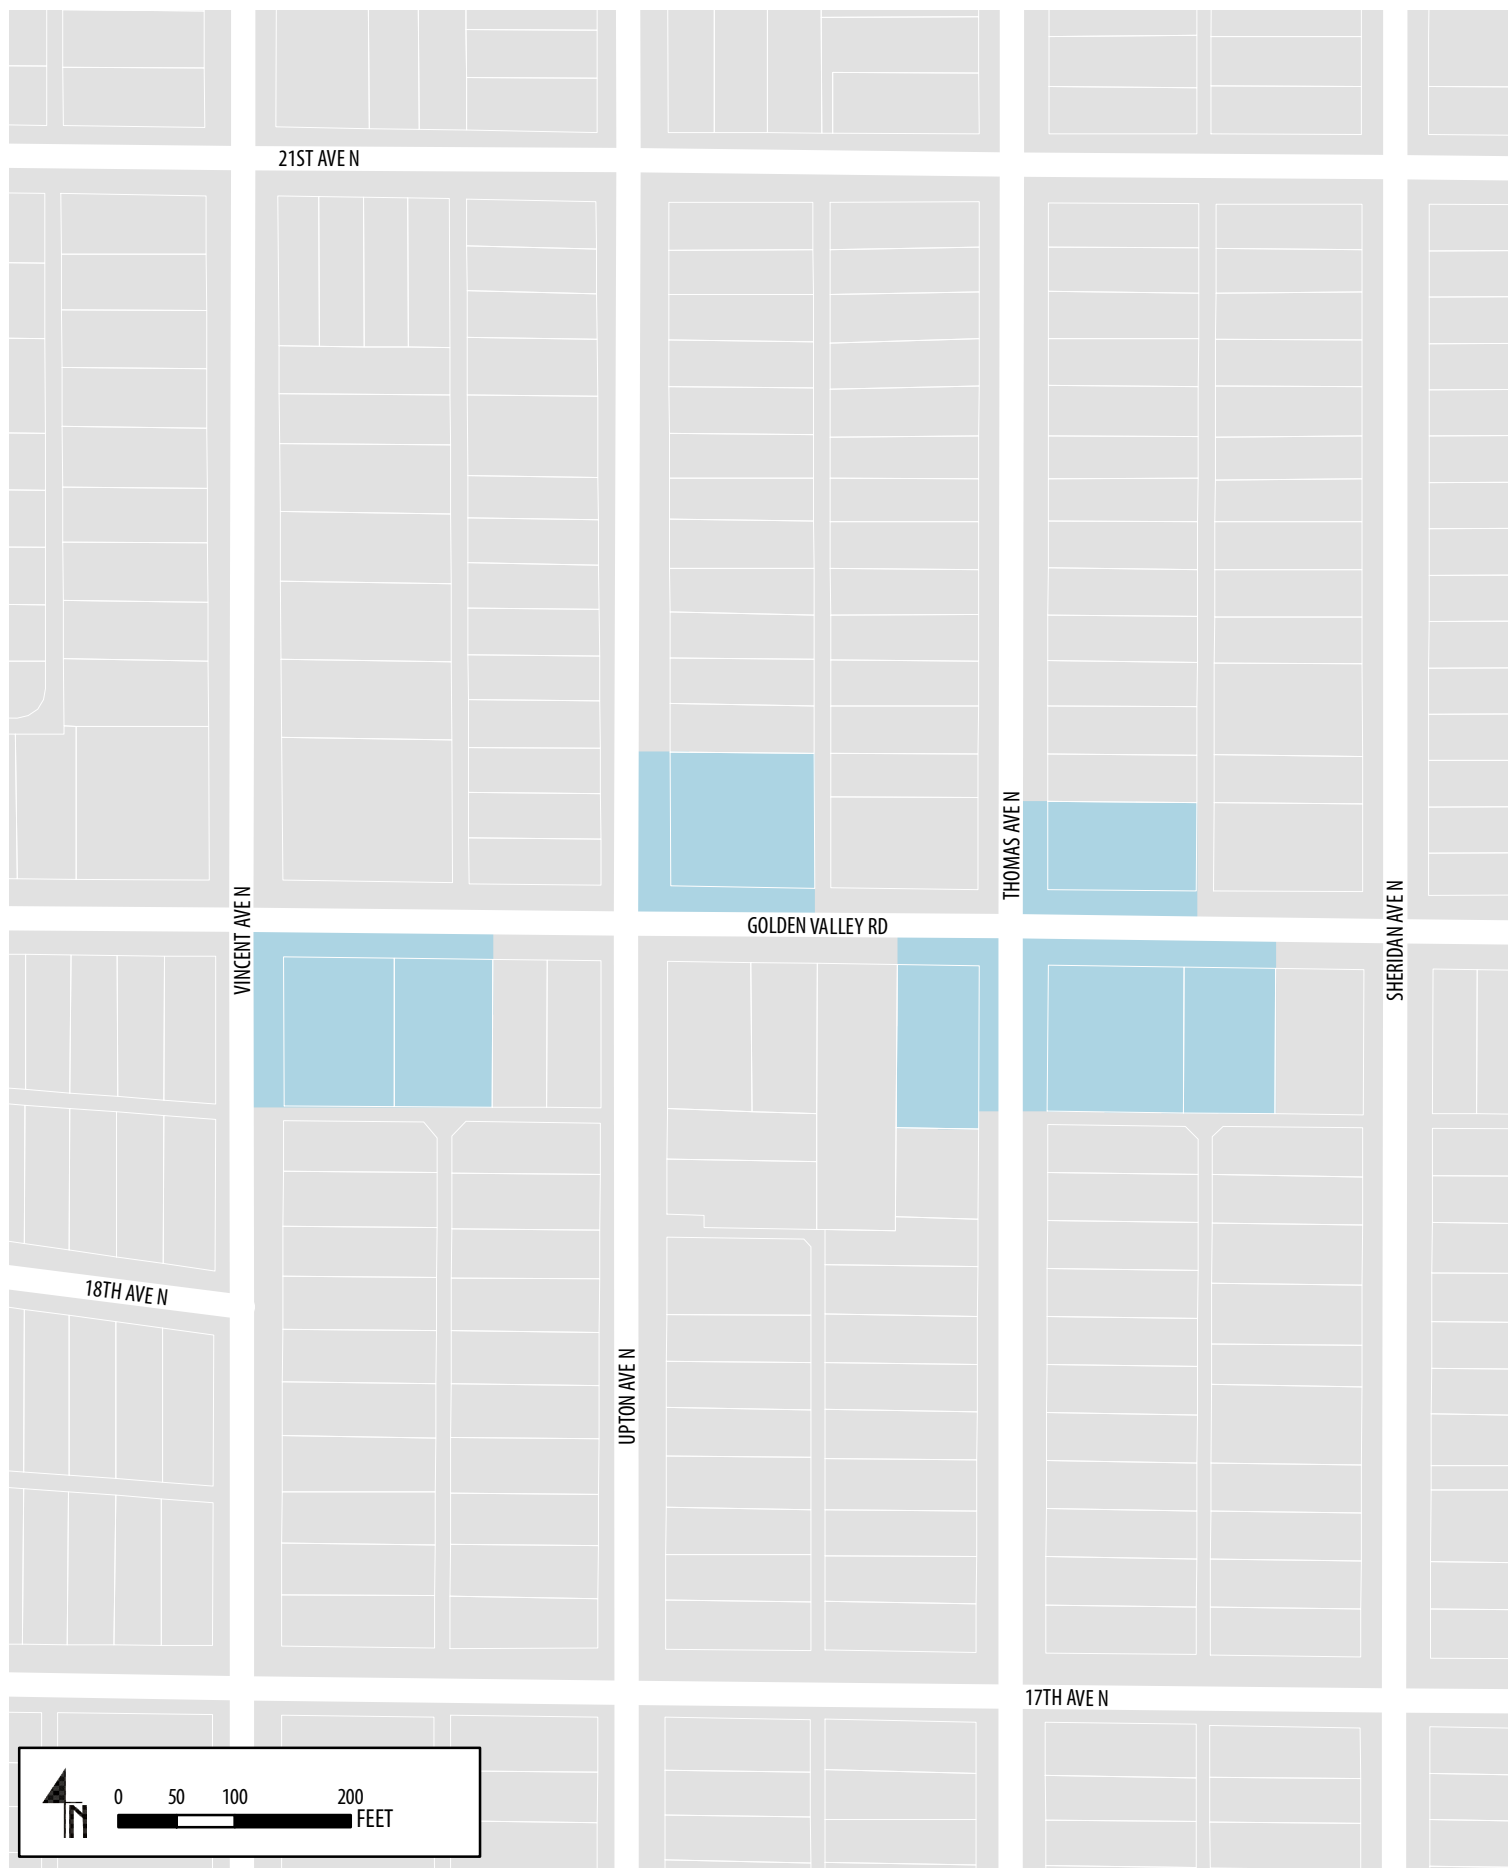 21ST AVE N
THOMAS AVE N
SHERIDAN AVE N
VINCENT AVE N
GOLDEN VALLEY RD
18TH AVE N
UPTON AVE N
17TH AVE N
N
0 50 100 200
FEET